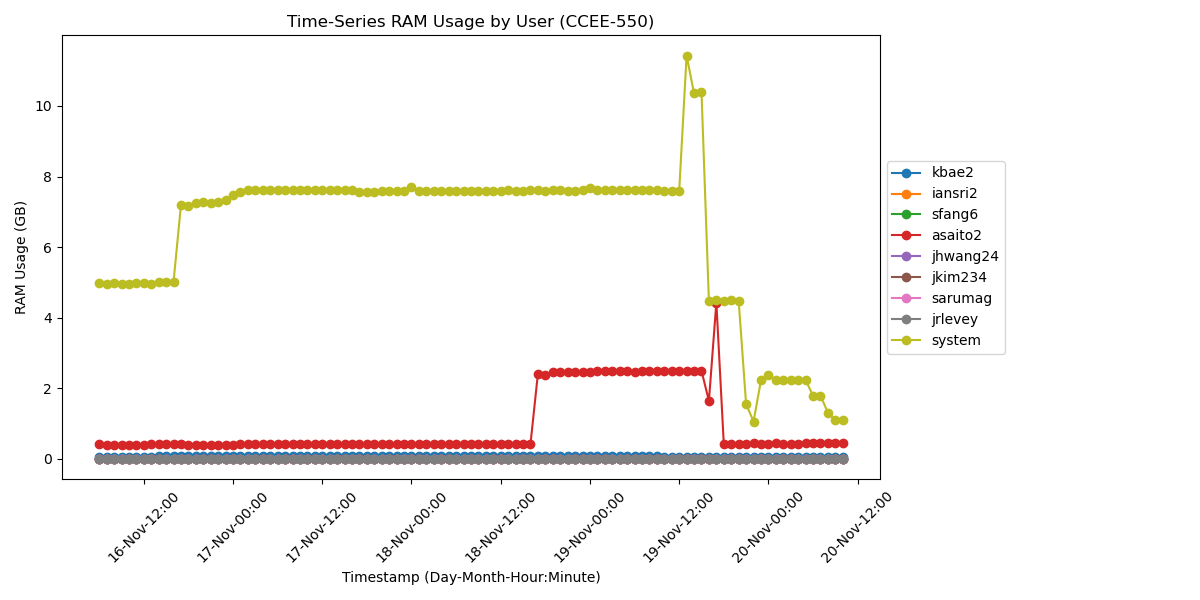 Time-Series RAM Usage by User (CCEE-550)
RAM Usage (GB)
10
8
6
4
2
0
kbae2
iansri2
sfang6
asaito2
jhwang24
jkim234
sarumag
jrlevey
system
16-Nov-12:00
17-Nov-00:00
17-Nov-12:00
18-Nov-00:00
18-Nov-12:00
19-Nov-00:00
19-Nov-12:00
20-Nov-00:00
20-Nov-12:00
Timestamp (Day-Month-Hour:Minute)